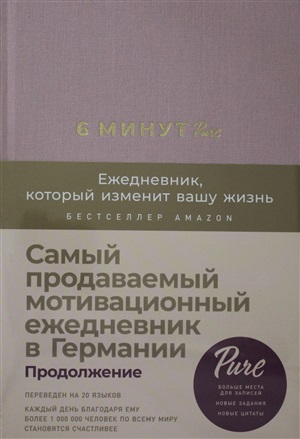 6 МИНУТ Pure
Ежедневник,
который изменит вашу жизнь
БЕСТСЕЛЛЕР AMAZON
Самый
продаваемый
мотивационный
ежедневник
в Германии
Продолжение
ПЕРЕВЕДЕН НА 20 ЯЗЫКОВ
КАЖДЫЙ ДЕНЬ БЛАГОДАРЯ ЕМУ
БОЛЕЕ 1 000 000 ЧЕЛОВЕК ПО ВСЕМУ МИРУ
СТАНОВЯТСЯ СЧАСТЛИВЕЕ
Pure
БОЛЬШЕ МЕСТА
ДЛЯ ЗАПИСЕЙ
НОВЫЕ ЗАДАНИЯ
НОВЫЕ ЦИТАТЫ